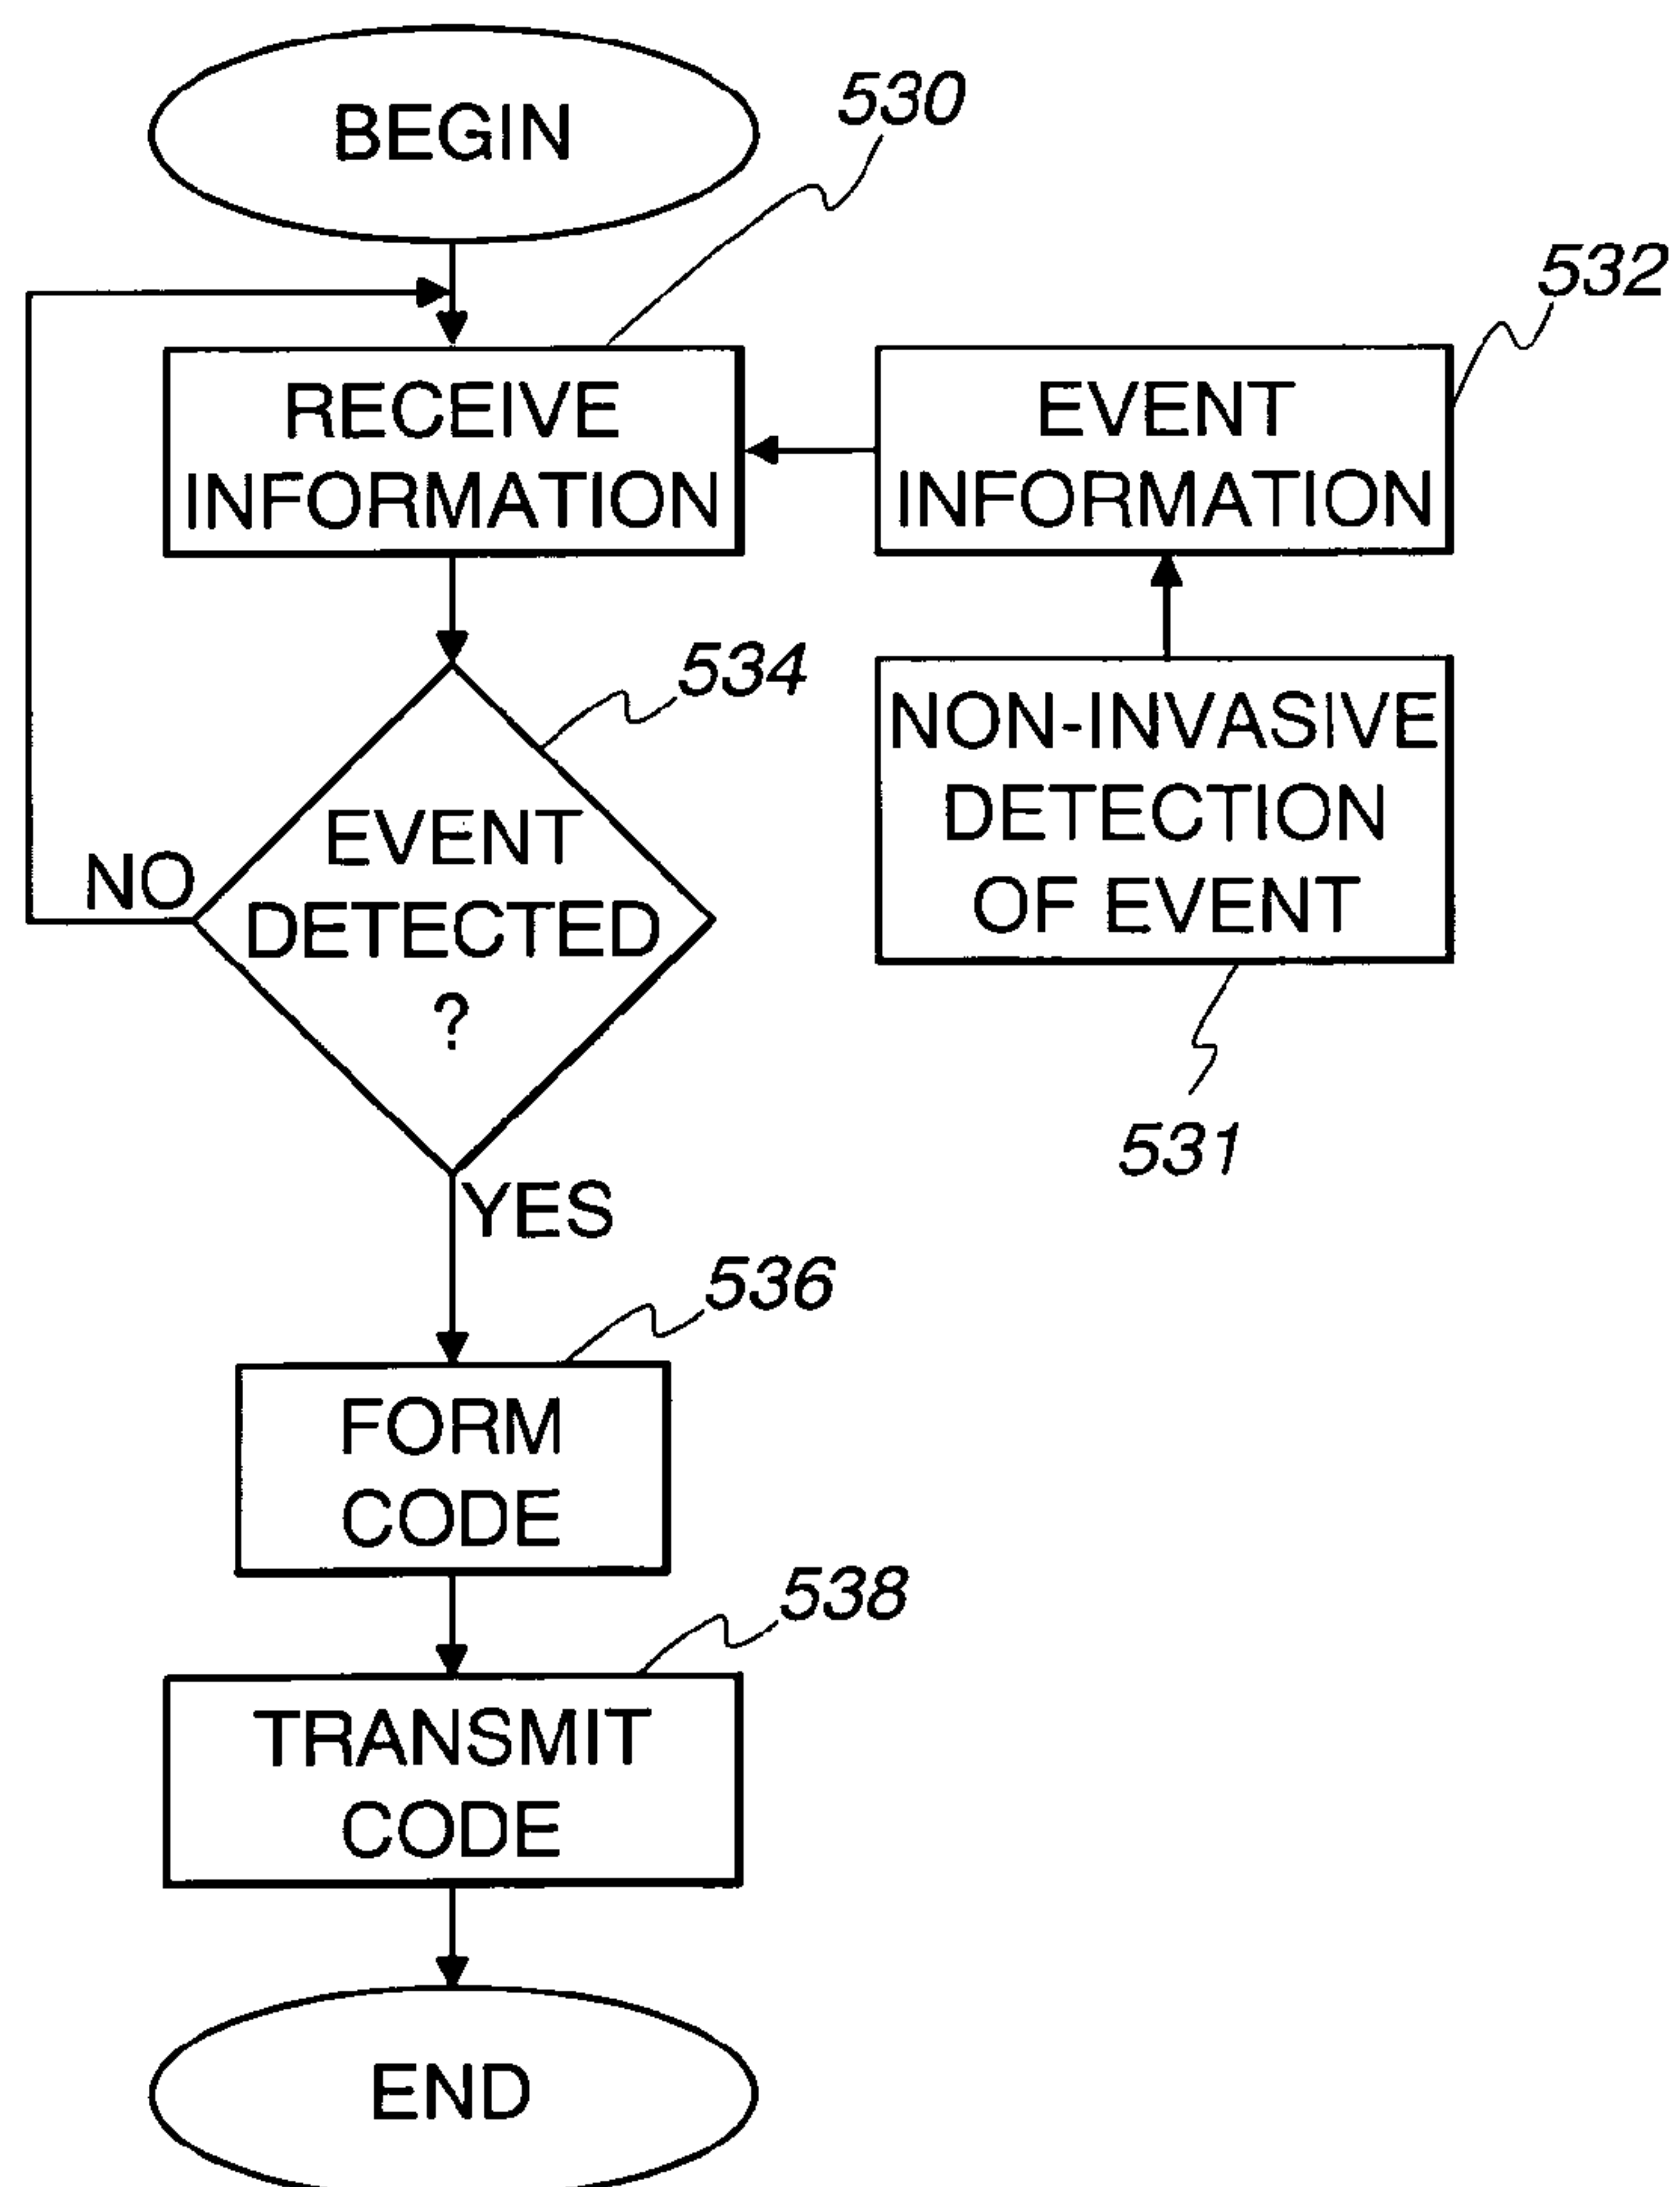 BEGIN
530
532
RECEIVE
INFORMATION
EVENT
INFORMATION
534
NON-INVASIVE
DETECTION
OF EVENT
531
EVENT
DETECTED
?
NO
YES
536
FORM
CODE
538
TRANSMIT
CODE
END